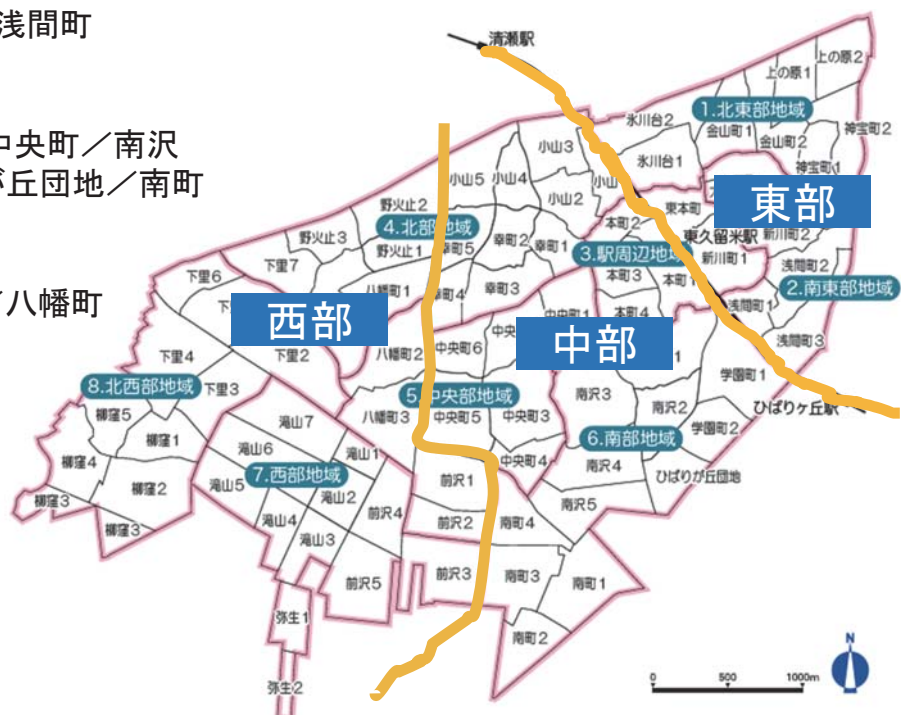 浅間町
中央町／南沢
が丘団地／南町
八幡町
清瀬駅
上の原2
上の原1
1.北東部地域
神宝町2
氷川台2
金山町1
金山町2
神宝町1
氷川台1
小山3
小山4
小山5
小山2
小山
東部
東本町
本町2
東久留米駅
新川町2
新川町1
野火止2
野火止3
野火止1
4.北部地域
幸町5
幸町2
幸町1
3.駅周辺地域
本町3
本町1
浅間町2
2.南東部地域
下里6
下里7
八幡町1
幸町4
幸町3
中央町1
本町4
浅間町1
浅間町3
西部
中部
下里2
八幡町2
中央町6
下里4
学園町1
8.北西部地域
下里3
5.中央部地域
南沢3
ひばりヶ丘駅
柳窪5
滝山7
八幡町3
中央町5
中央町3
南沢2
学園町2
柳窪1
滝山6
滝山1
6.南部地域
柳窪4
7.西部地域
中央町4
南沢4
ひばりが丘団地
滝山5
滝山2
前沢1
柳窪3
柳窪2
滝山4
前沢4
前沢2
南町4
南沢5
柳窪3
滝山3
前沢5
前沢3
南町3
南町1
弥生1
南町2
弥生2
N
0 500 1000m